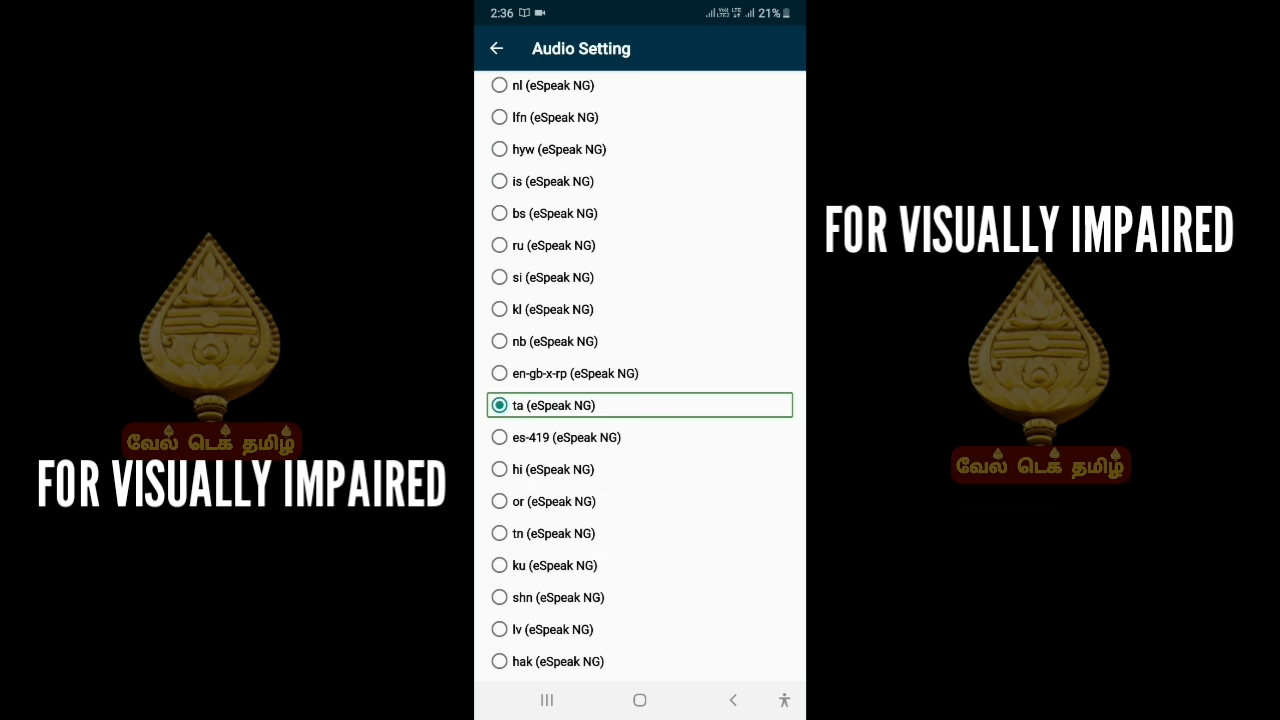 2:36
VoLTE LTE2 LTE 21%
Audio Setting
nl (eSpeak NG)
lfn (eSpeak NG)
hyw (eSpeak NG)
is (eSpeak NG)
bs (eSpeak NG)
ru (eSpeak NG)
si (eSpeak NG)
kl (eSpeak NG)
nb (eSpeak NG)
en-gb-x-rp (eSpeak NG)
ta (eSpeak NG)
es-419 (eSpeak NG)
hi (eSpeak NG)
or (eSpeak NG)
tn (eSpeak NG)
ku (eSpeak NG)
shn (eSpeak NG)
lv (eSpeak NG)
hak (eSpeak NG)
வேல் டெக் தமிழ்
FOR VISUALLY IMPAIRED
FOR VISUALLY IMPAIRED
வேல் டெக் தமிழ்